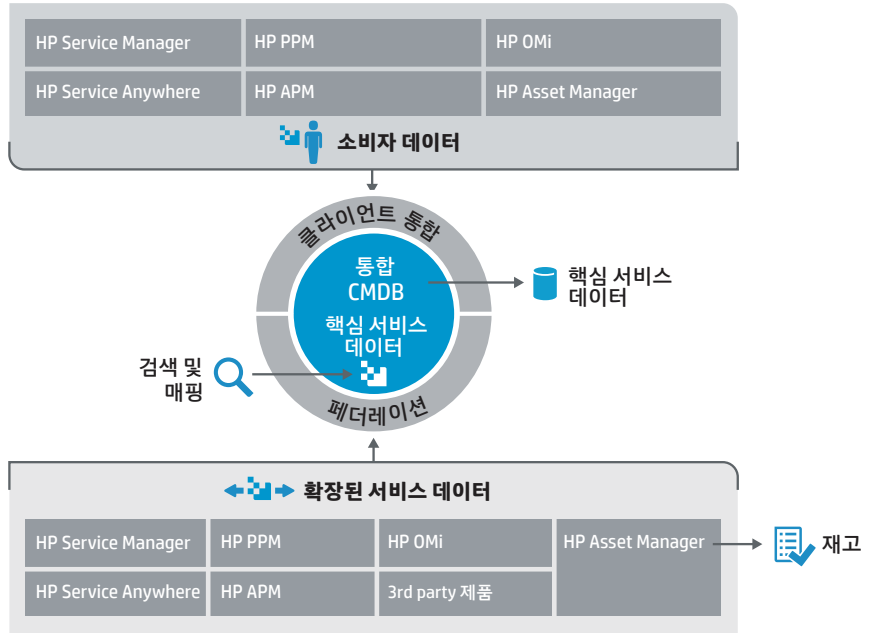 HP Service Manager
HP PPM
HP OMi
HP Service Anywhere
HP APM
HP Asset Manager
소비자 데이터
클라이언트 통합
통합
CMDB
핵심 서비스
데이터
핵심 서비스
데이터
검색 및
매핑
페더레이션
확장된 서비스 데이터
HP Service Manager
HP PPM
HP OMi
HP Asset Manager
재고
HP Service Anywhere
HP APM
3rd party 제품